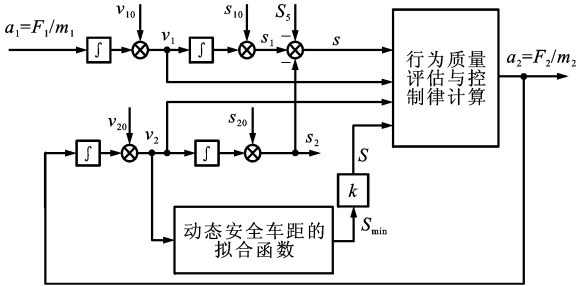 v₁₀
s₁₀
S₅
a₁=F₁/m₁
∫
v₁
∫
s₁
−
−
s
行为质量
评估与控
制律计算
a₂=F₂/m₂
v₂₀
s₂₀
∫
v₂
∫
s₂
S
k
动态安全车距的
拟合函数
Sₘᵢₙ